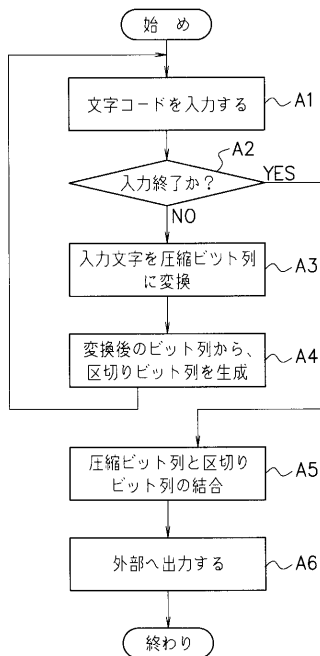 始 め
文字コードを入力する
A1
A2
入力終了か?
YES
NO
入力文字を圧縮ビット列
に変換
A3
変換後のビット列から、
区切りビット列を生成
A4
圧縮ビット列と区切り
ビット列の結合
A5
外部へ出力する
A6
終わり